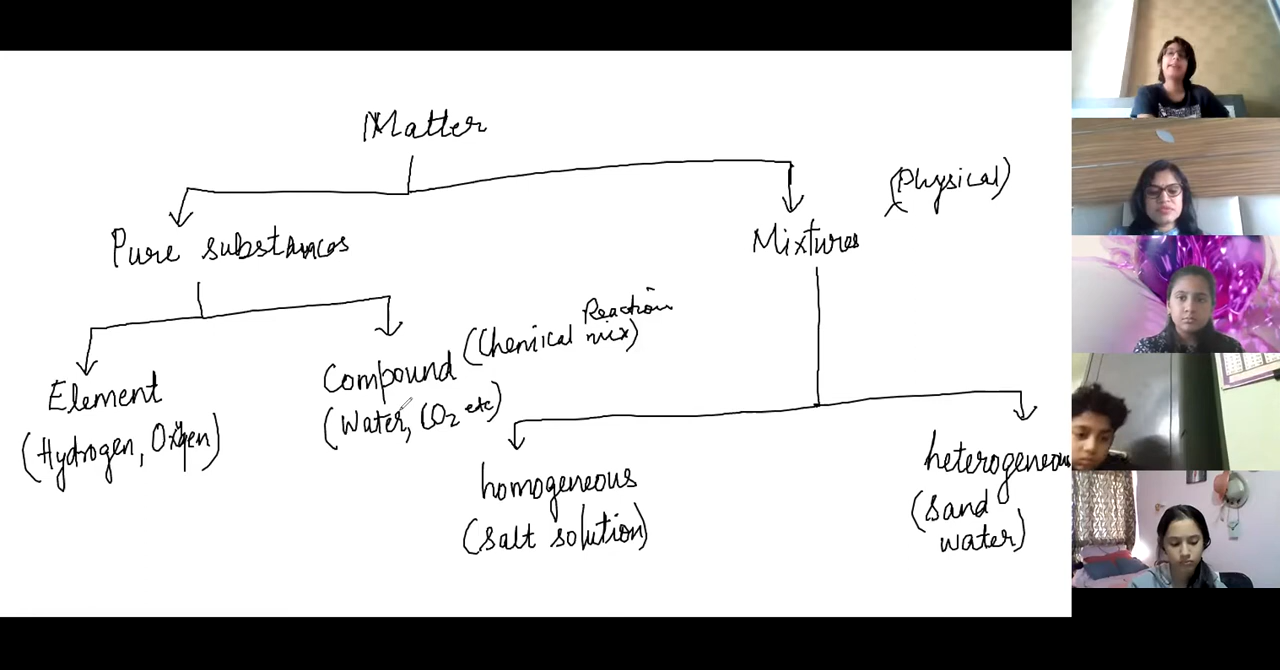 Matter
(Physical)
Pure substances
Mixtures
Reaction
(Chemical mix)
Element
Compound
(Hydrogen, Oxygen)
(Water, CO2 etc)
homogeneous
heterogeneous
(salt solution)
(sand
water)